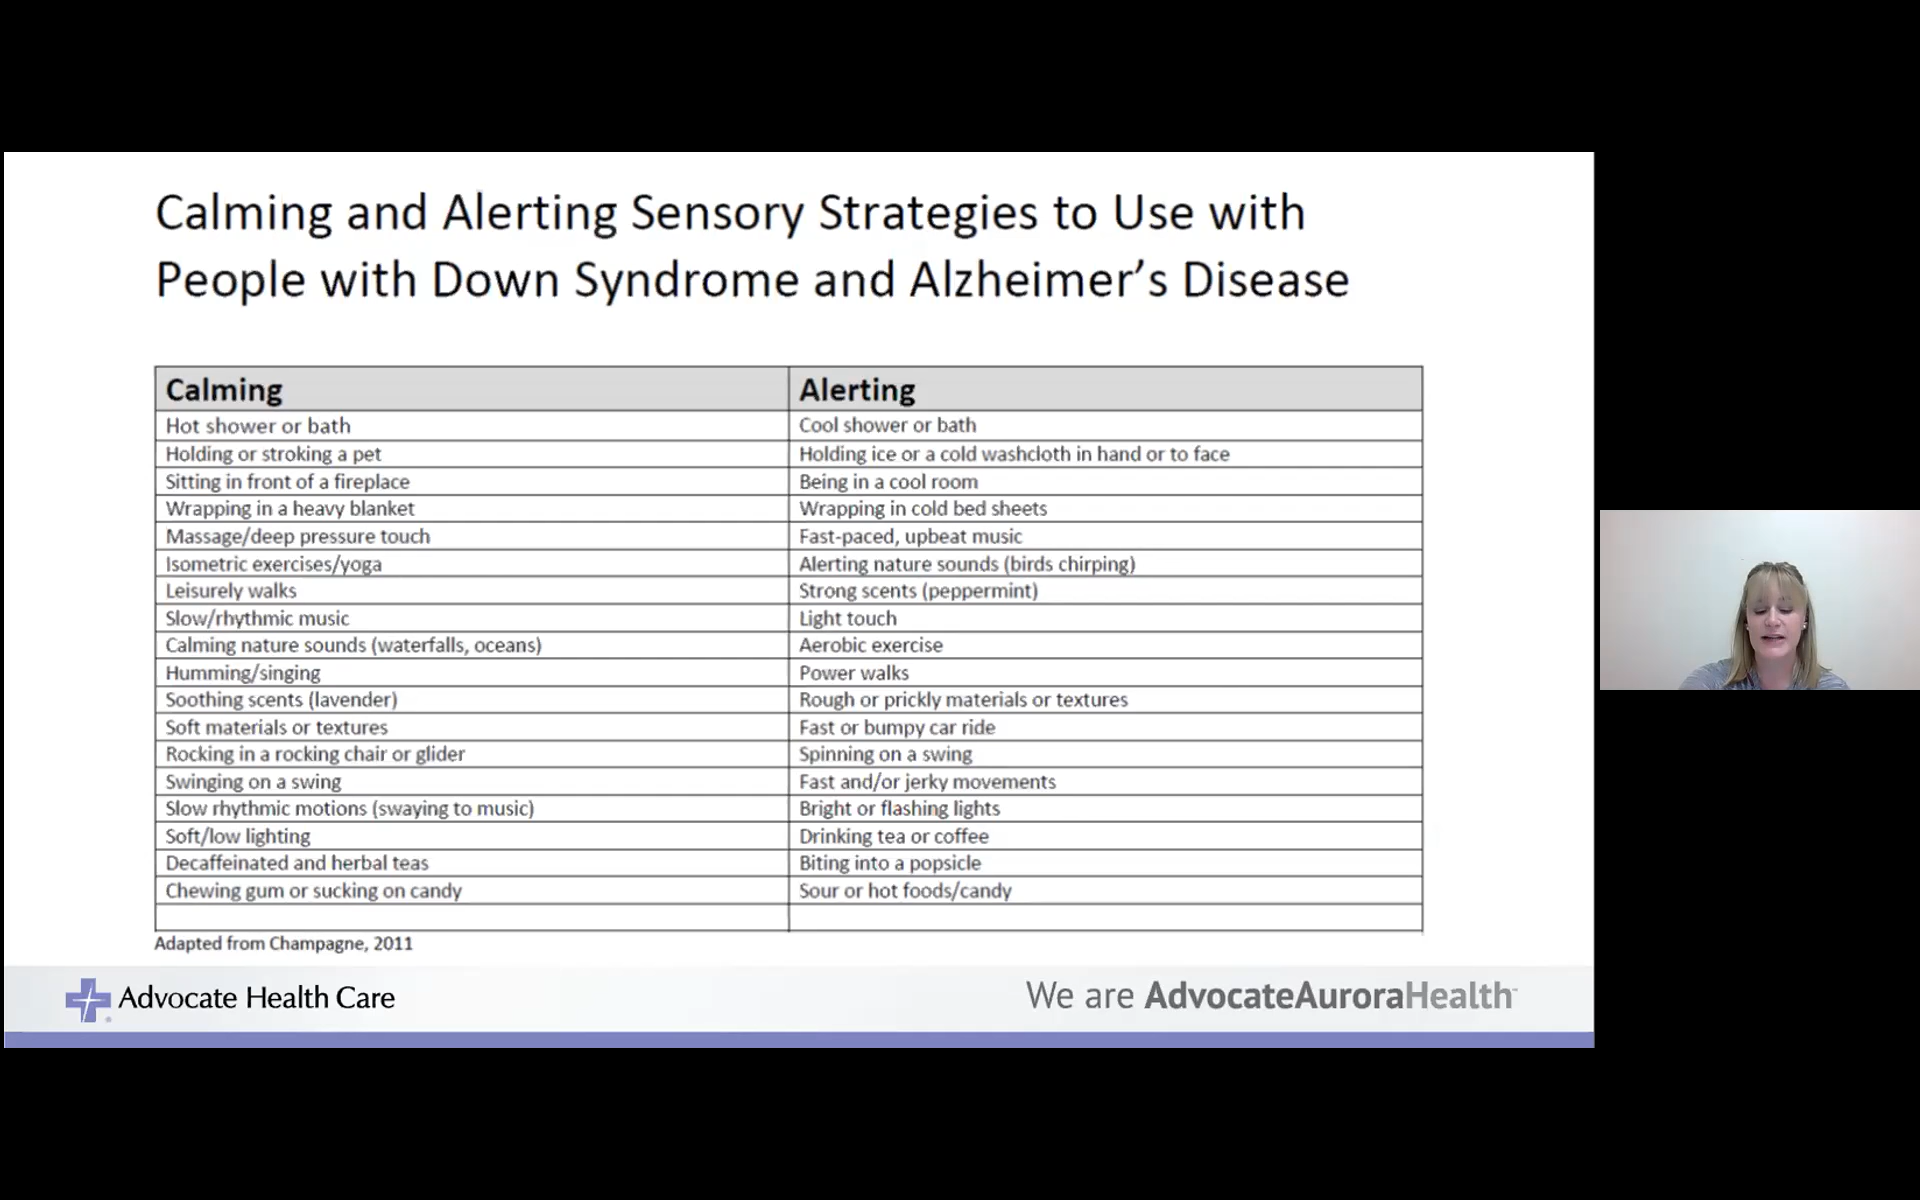 Calming and Alerting Sensory Strategies to Use with
People with Down Syndrome and Alzheimer's Disease
Calming Alerting
Hot shower or bath Cool shower or bath
Holding or stroking a pet Holding ice or a cold washcloth in hand or to face
Sitting in front of a fireplace Being in a cool room
Wrapping in a heavy blanket Wrapping in cold bed sheets
Massage/deep pressure touch Fast-paced, upbeat music
Isometric exercises/yoga Alerting nature sounds (birds chirping)
Leisurely walks Strong scents (peppermint)
Slow/rhythmic music Light touch
Calming nature sounds (waterfalls, oceans) Aerobic exercise
Humming/singing Power walks
Soothing scents (lavender) Rough or prickly materials or textures
Soft materials or textures Fast or bumpy car ride
Rocking in a rocking chair or glider Spinning on a swing
Swinging on a swing Fast and/or jerky movements
Slow rhythmic motions (swaying to music) Bright or flashing lights
Soft/low lighting Drinking tea or coffee
Decaffeinated and herbal teas Biting into a popsicle
Chewing gum or sucking on candy Sour or hot foods/candy
Adapted from Champagne, 2011
Advocate Health Care We are AdvocateAuroraHealth